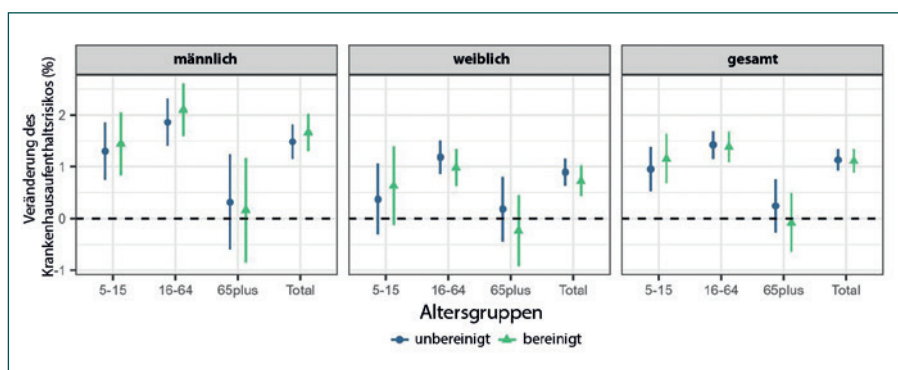 männlich
weiblich
gesamt
Veränderung des
Krankenhausaufenthaltsrisikos (%)
2
1
0
-1
5-15 16-64 65plus Total
5-15 16-64 65plus Total
5-15 16-64 65plus Total
Altersgruppen
unbereinigt bereinigt